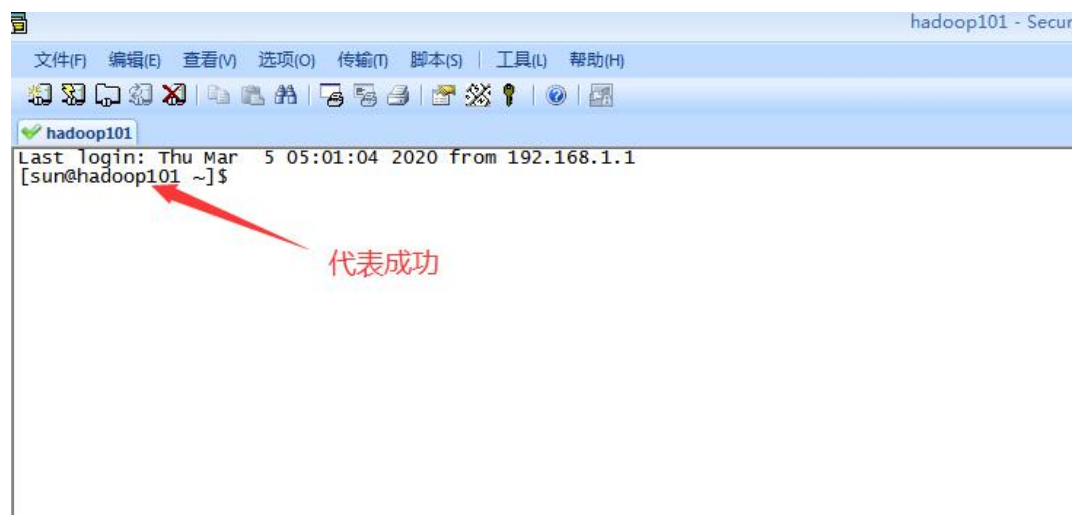 hadoop101 - Secur
文件(F) 编辑(E) 查看(V) 选项(O) 传输(T) 脚本(S) 工具(L) 帮助(H)
hadoop101
Last login: Thu Mar  5 05:01:04 2020 from 192.168.1.1
[sun@hadoop101 ~]$
代表成功